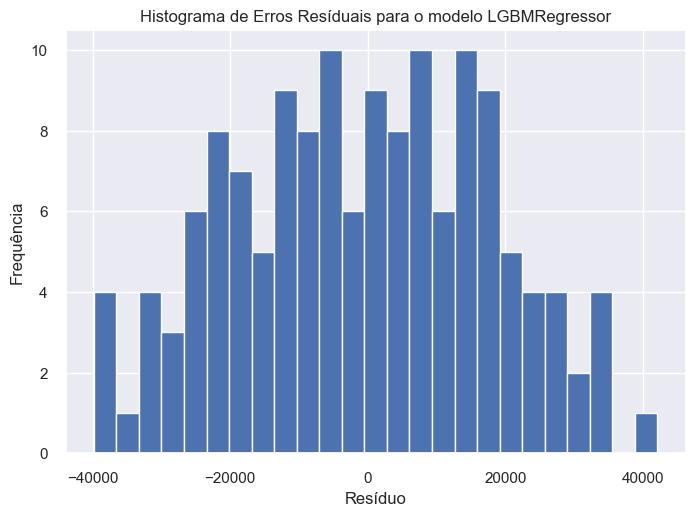 Histograma de Erros Resíduais para o modelo LGBMRegressor
10
8
6
4
2
0
Frequência
−40000 −20000 0 20000 40000
Resíduo